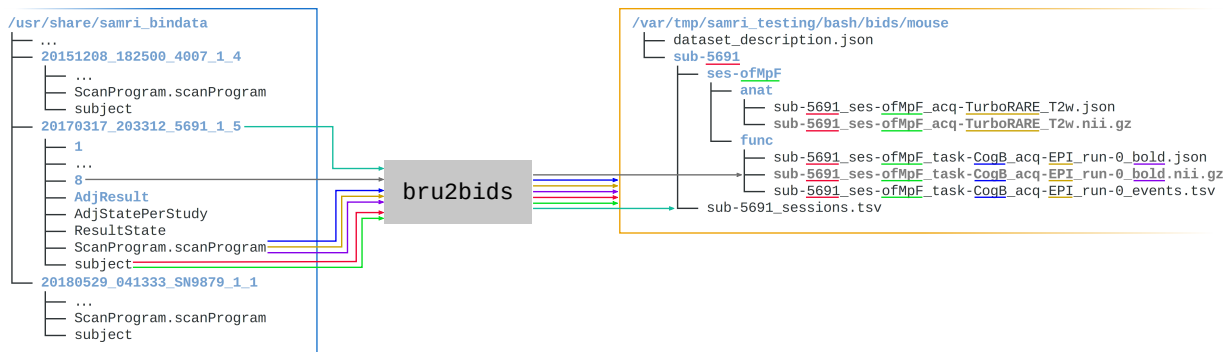 /usr/share/samri_bindata
...
20151208_182500_4007_1_4
...
ScanProgram.scanProgram
subject
20170317_203312_5691_1_5
1
...
8
AdjResult
AdjStatePerStudy
ResultState
ScanProgram.scanProgram
subject
20180529_041333_SN9879_1_1
...
ScanProgram.scanProgram
subject
bru2bids
/var/tmp/samri_testing/bash/bids/mouse
dataset_description.json
sub-5691
ses-ofMpF
anat
sub-5691_ses-ofMpF_acq-TurboRARE_T2w.json
sub-5691_ses-ofMpF_acq-TurboRARE_T2w.nii.gz
func
sub-5691_ses-ofMpF_task-CogB_acq-EPI_run-0_bold.json
sub-5691_ses-ofMpF_task-CogB_acq-EPI_run-0_bold.nii.gz
sub-5691_ses-ofMpF_task-CogB_acq-EPI_run-0_events.tsv
sub-5691_sessions.tsv